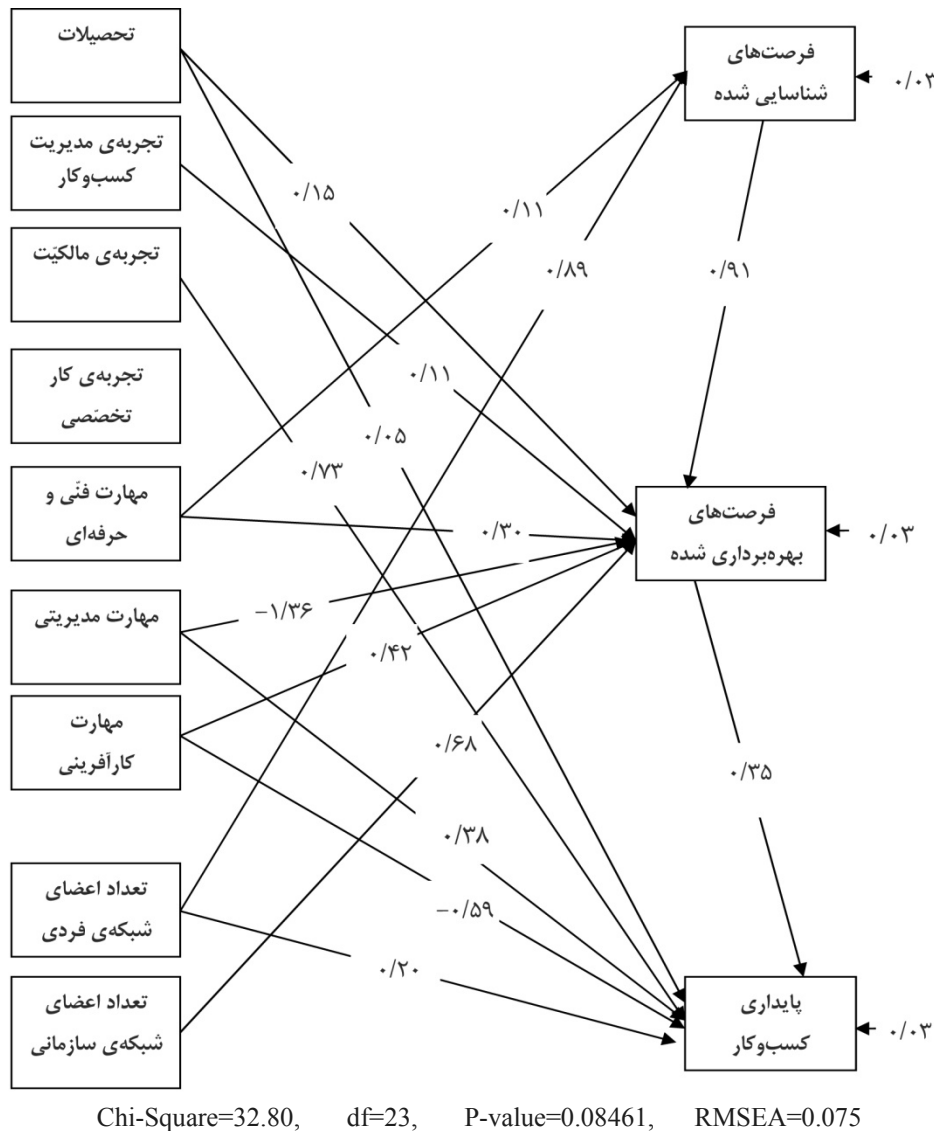 تحصیلات
تجربه‌ی مدیریت
کسب‌وکار
تجربه‌ی مالکیّت
تجربه‌ی کار
تخصّصی
مهارت فنّی و
حرفه‌ای
مهارت مدیریتی
مهارت
کارآفرینی
تعداد اعضای
شبکه‌ی فردی
تعداد اعضای
شبکه‌ی سازمانی
۰/۱۵
۰/۱۱
۰/۸۹
۰/۹۱
۰/۱۱
۰/۰۵
۰/۷۳
۰/۳۰
−۱/۳۶
۰/۴۲
۰/۶۸
۰/۳۵
۰/۳۸
−۰/۵۹
۰/۲۰
فرصت‌های
شناسایی شده
۰/۰۳
فرصت‌های
بهره‌برداری شده
۰/۰۳
پایداری
کسب‌وکار
۰/۰۳
Chi-Square=32.80, df=23, P-value=0.08461, RMSEA=0.075